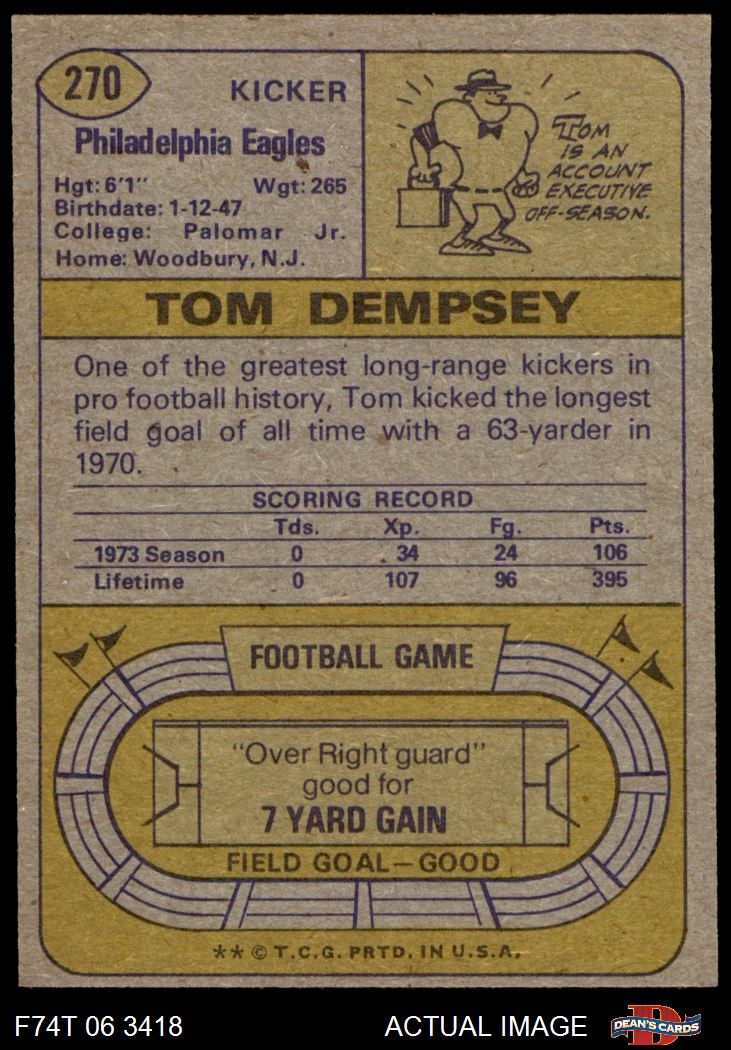 270
KICKER
Philadelphia Eagles
Hgt: 6'1" Wgt: 265
Birthdate: 1-12-47
College: Palomar Jr.
Home: Woodbury, N.J.
TOM
IS AN
ACCOUNT
EXECUTIVE
OFF-SEASON.
TOM DEMPSEY
One of the greatest long-range kickers in
pro football history, Tom kicked the longest
field goal of all time with a 63-yarder in
1970.
SCORING RECORD
Tds. Xp. Fg. Pts.
1973 Season 0 34 24 106
Lifetime 0 107 96 395
FOOTBALL GAME
"Over Right guard"
good for
7 YARD GAIN
FIELD GOAL—GOOD
** © T.C.G. PRTD. IN U.S.A.
F74T 06 3418 ACTUAL IMAGE
D
DEAN'S CARDS